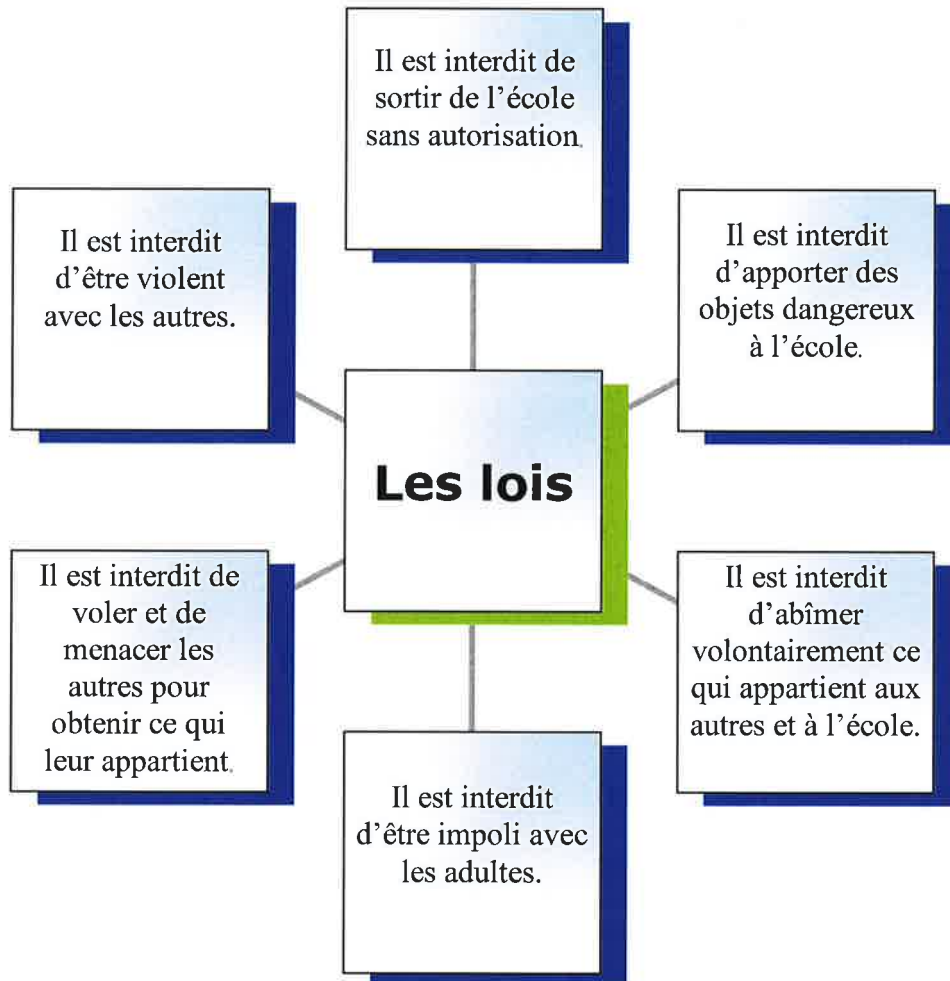 Il est interdit de
sortir de l'école
sans autorisation.
Il est interdit
d'être violent
avec les autres.
Il est interdit
d'apporter des
objets dangereux
à l'école.
Les lois
Il est interdit de
voler et de
menacer les
autres pour
obtenir ce qui
leur appartient.
Il est interdit
d'abîmer
volontairement ce
qui appartient aux
autres et à l'école.
Il est interdit
d'être impoli avec
les adultes.